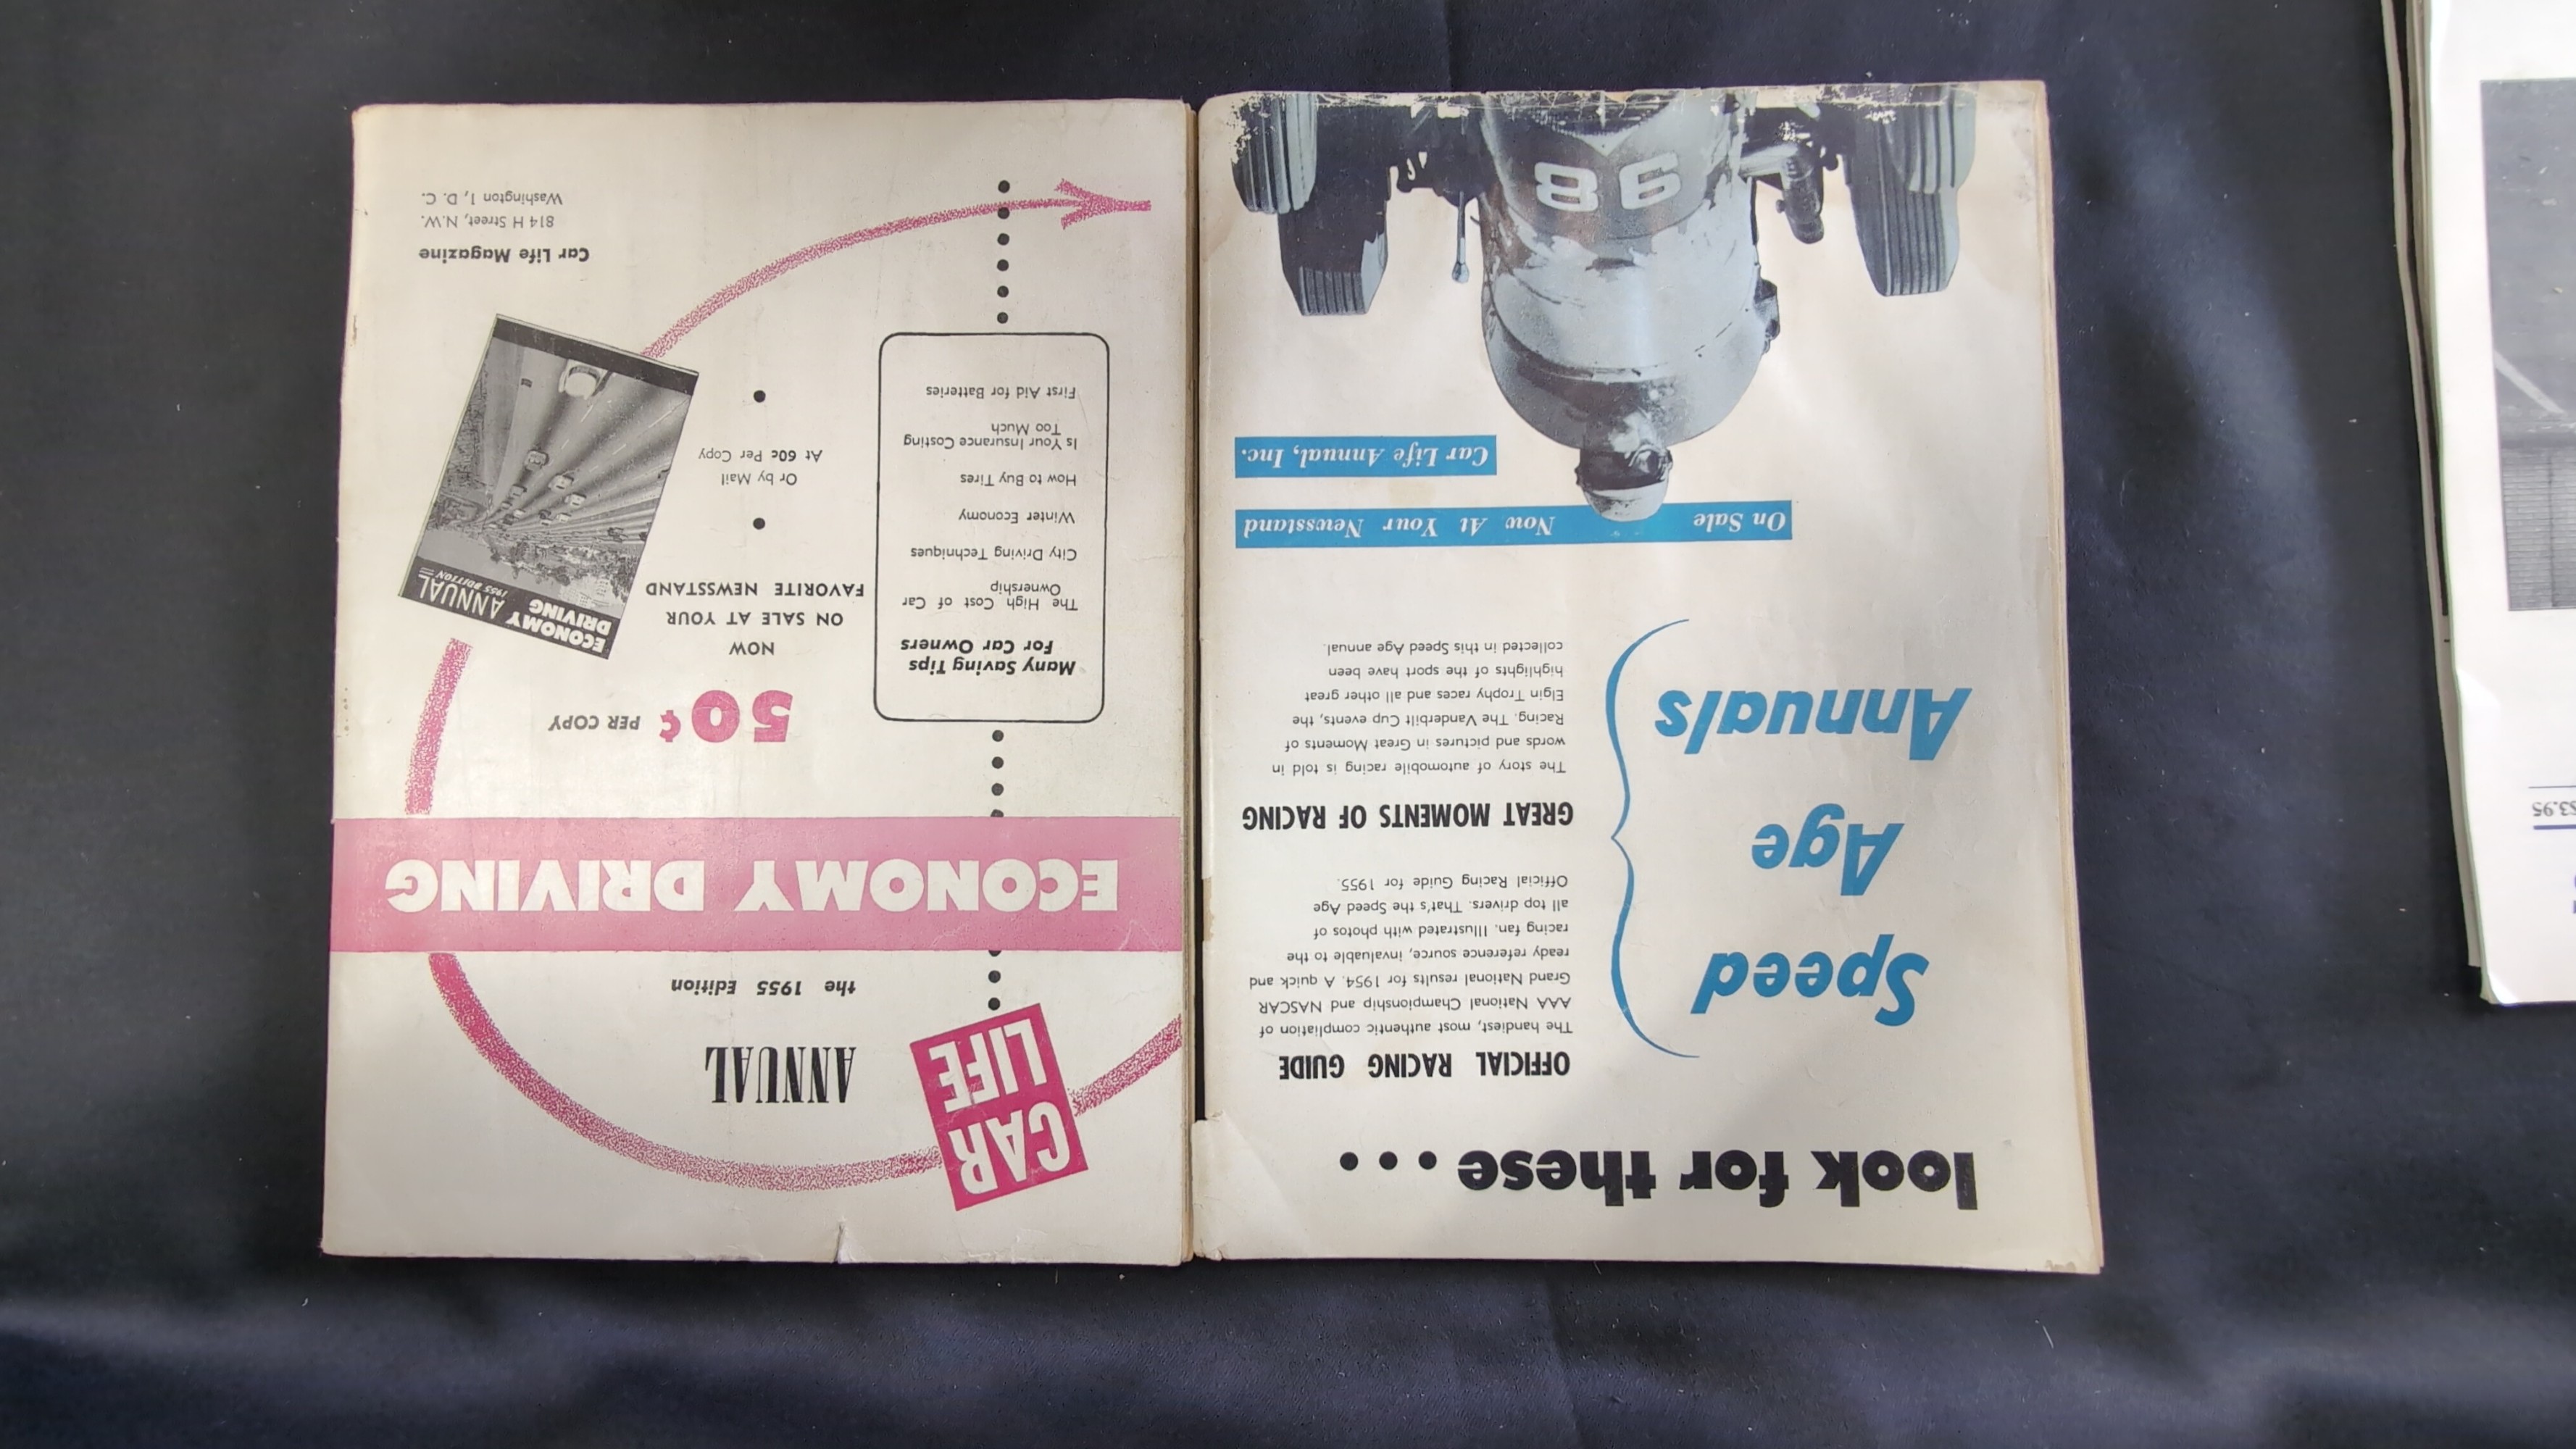 look for these...
Speed
Age
Annuals
OFFICIAL RACING GUIDE
The handiest, most authentic compliation of
AAA National Championship and NASCAR
Grand National results for 1954. A quick and
ready reference source, invaluable to the
racing fan. Illustrated with photos of
all top drivers. That's the Speed Age
Official Racing Guide for 1955.
GREAT MOMENTS OF RACING
The story of automobile racing is told in
words and pictures in Great Moments of
Racing. The Vanderbilt Cup events, the
Elgin Trophy races and all other great
highlights of the sport have been
collected in this Speed Age annual.
On Sale Now At Your Newsstand
Car Life Annual, Inc.
98
CAR
LIFE
ANNUAL
the 1955 Edition
ECONOMY DRIVING
50¢ PER COPY
Many Saving Tips
For Car Owners
The High Cost of Car
Ownership
City Driving Techniques
Winter Economy
How to Buy Tires
Is Your Insurance Costing
Too Much
First Aid for Batteries
NOW
ON SALE AT YOUR
FAVORITE NEWSSTAND
Or by Mail
At 60c Per Copy
ECONOMY
DRIVING
ANNUAL
1955 EDITION
Car Life Magazine
814 H Street, N.W.
Washington 1, D. C.
$3.95